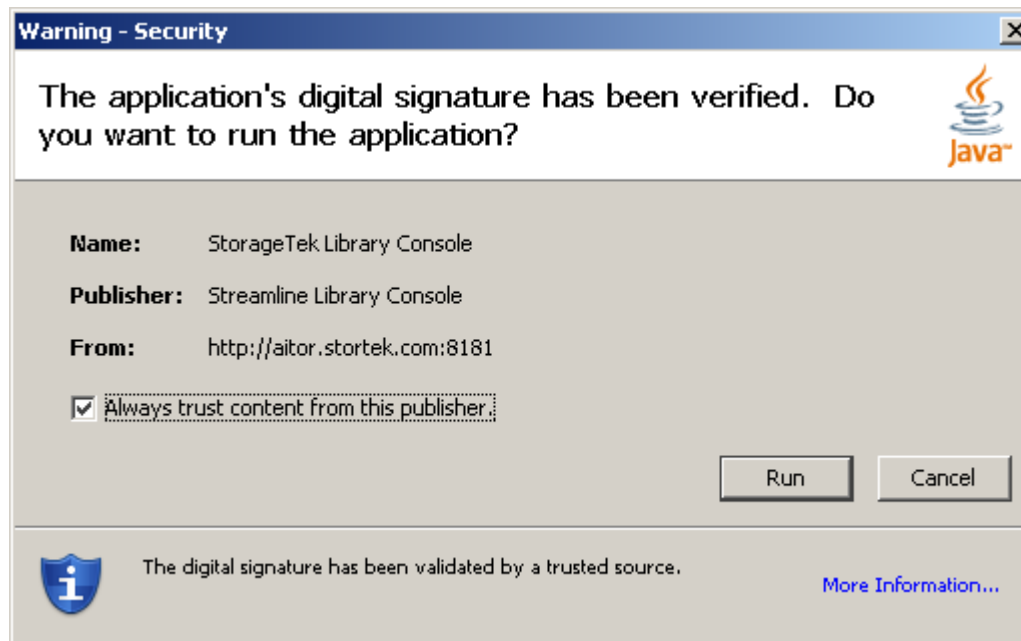 Warning - Security
The application's digital signature has been verified. Do
you want to run the application?
Java™
Name: StorageTek Library Console
Publisher: Streamline Library Console
From: http://aitor.stortek.com:8181
Always trust content from this publisher.
Run Cancel
The digital signature has been validated by a trusted source.
More Information...